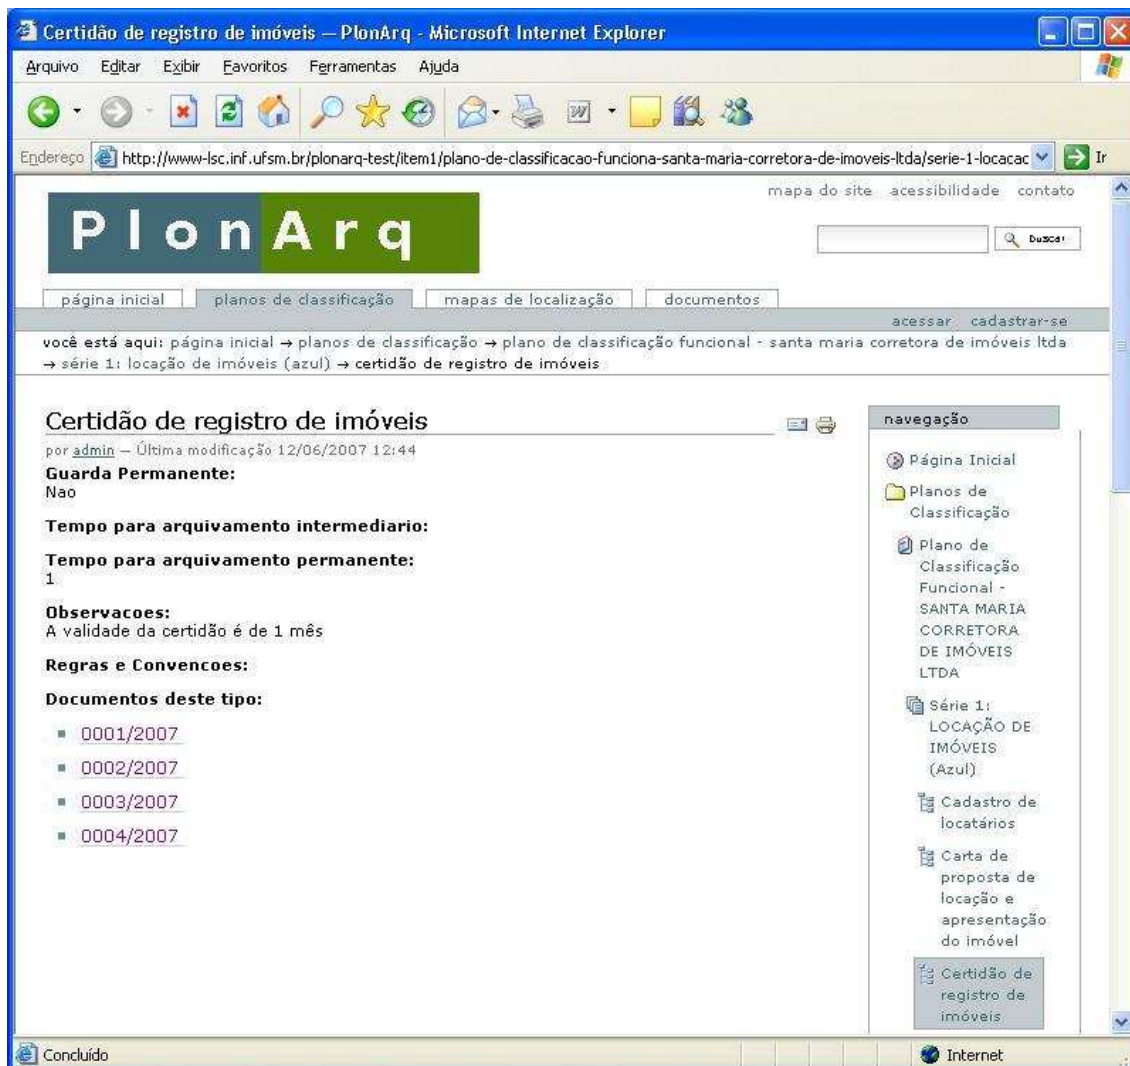 Certidão de registro de imóveis — PlonArq - Microsoft Internet Explorer
Arquivo Editar Exibir Favoritos Ferramentas Ajuda
Endereço http://www-lsc.inf.ufsm.br/plonarq-test/item1/plano-de-classificacao-funciona-santa-maria-corretora-de-imoveis-ltda/serie-1-locacac Ir
mapa do site acessibilidade contato
PlonArq
buscar
página inicial planos de classificação mapas de localização documentos
acessar cadastrar-se
você está aqui: página inicial → planos de classificação → plano de classificação funcional - santa maria corretora de imóveis ltda
→ série 1: locação de imóveis (azul) → certidão de registro de imóveis
Certidão de registro de imóveis
por admin — Última modificação 12/06/2007 12:44
Guarda Permanente:
Nao
Tempo para arquivamento intermediario:
Tempo para arquivamento permanente:
1
Observacoes:
A validade da certidão é de 1 mês
Regras e Convencoes:
Documentos deste tipo:
0001/2007
0002/2007
0003/2007
0004/2007
navegação
Página Inicial
Planos de
Classificação
Plano de
Classificação
Funcional -
SANTA MARIA
CORRETORA
DE IMÓVEIS
LTDA
Série 1:
LOCAÇÃO DE
IMÓVEIS
(Azul)
Cadastro de
locatários
Carta de
proposta de
locação e
apresentação
do imóvel
Certidão de
registro de
imóveis
Concluído
Internet